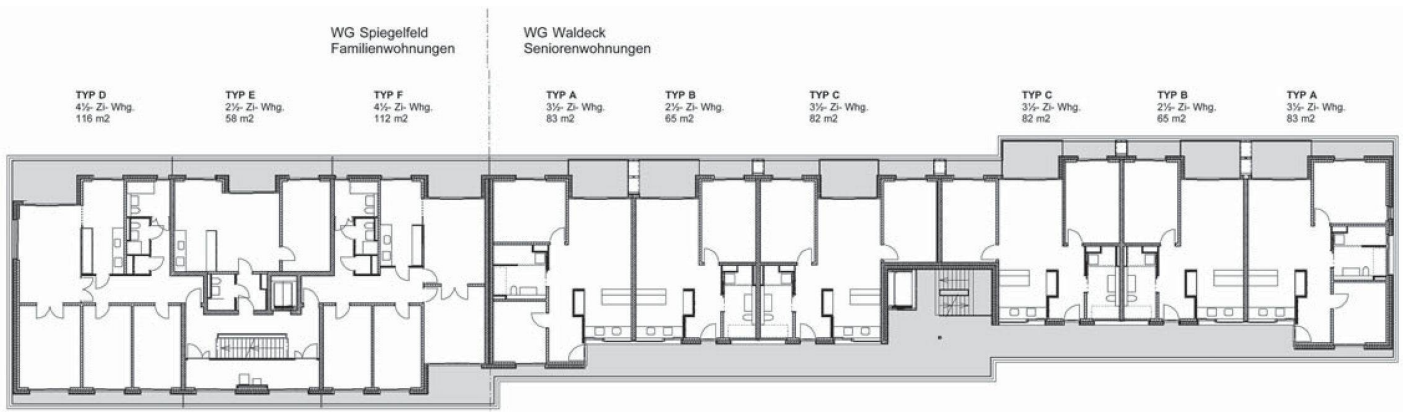 WG Spiegelfeld
Familienwohnungen
WG Waldeck
Seniorenwohnungen
TYP D
4½- Zi- Whg.
116 m2
TYP E
2½- Zi- Whg.
58 m2
TYP F
4½- Zi- Whg.
112 m2
TYP A
3½- Zi- Whg.
83 m2
TYP B
2½- Zi- Whg.
65 m2
TYP C
3½- Zi- Whg.
82 m2
TYP C
3½- Zi- Whg.
82 m2
TYP B
2½- Zi- Whg.
65 m2
TYP A
3½- Zi- Whg.
83 m2